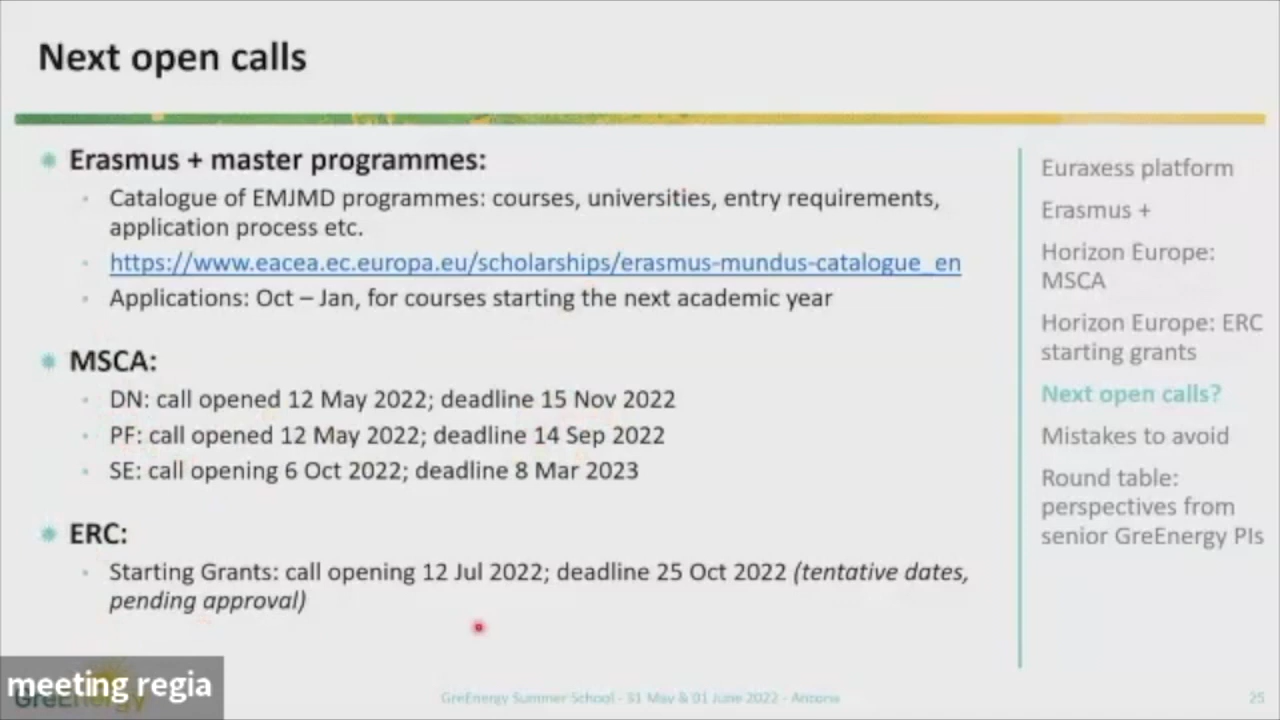 Next open calls
Erasmus + master programmes:
Catalogue of EMJMD programmes: courses, universities, entry requirements,
application process etc.
https://www.eacea.ec.europa.eu/scholarships/erasmus-mundus-catalogue_en
Applications: Oct – Jan, for courses starting the next academic year
MSCA:
DN: call opened 12 May 2022; deadline 15 Nov 2022
PF: call opened 12 May 2022; deadline 14 Sep 2022
SE: call opening 6 Oct 2022; deadline 8 Mar 2023
ERC:
Starting Grants: call opening 12 Jul 2022; deadline 25 Oct 2022 (tentative dates,
pending approval)
Euraxess platform
Erasmus +
Horizon Europe:
MSCA
Horizon Europe: ERC
starting grants
Next open calls?
Mistakes to avoid
Round table:
perspectives from
senior GreEnergy PIs
meeting regia
GreEnergy
GreEnergy Summer School - 31 May & 01 June 2022 - Ancona
25